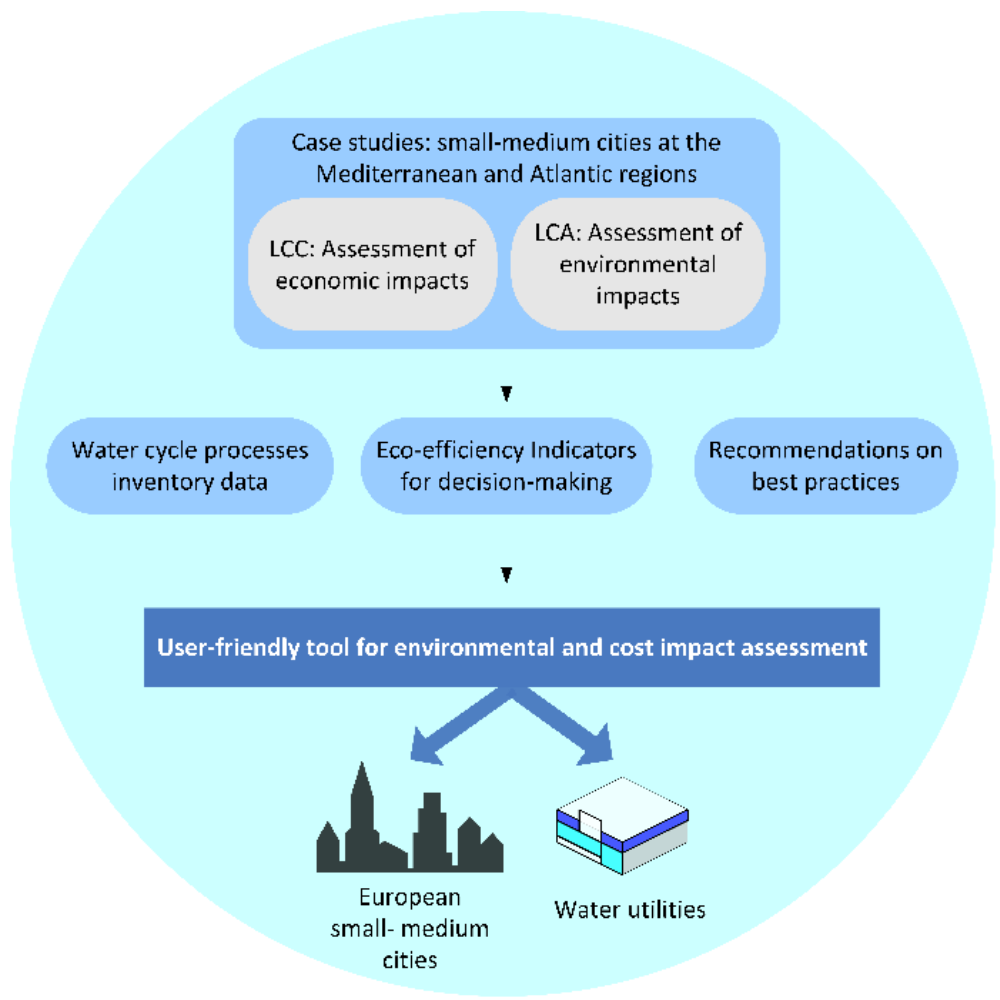 Case studies: small-medium cities at the
Mediterranean and Atlantic regions
LCC: Assessment of
economic impacts
LCA: Assessment of
environmental
impacts
Water cycle processes
inventory data
Eco-efficiency Indicators
for decision-making
Recommendations on
best practices
User-friendly tool for environmental and cost impact assessment
European
small- medium
cities
Water utilities